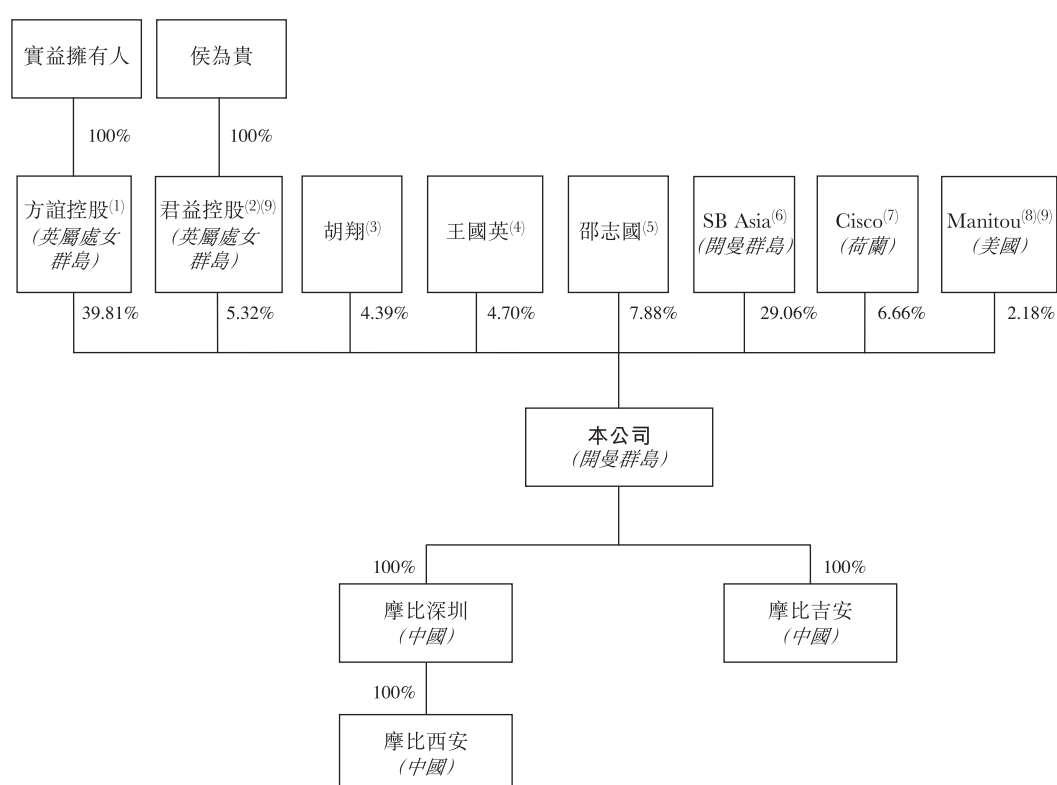 實益擁有人
侯為貴
100%
100%
方誼控股(1)
(英屬處女
群島)
君益控股(2)(9)
(英屬處女
群島)
胡翔(3)
王國英(4)
邵志國(5)
SB Asia(6)
(開曼群島)
Cisco(7)
(荷蘭)
Manitou(8)(9)
(美國)
39.81%
5.32%
4.39%
4.70%
7.88%
29.06%
6.66%
2.18%
本公司
(開曼群島)
100%
100%
摩比深圳
(中國)
摩比吉安
(中國)
100%
摩比西安
(中國)